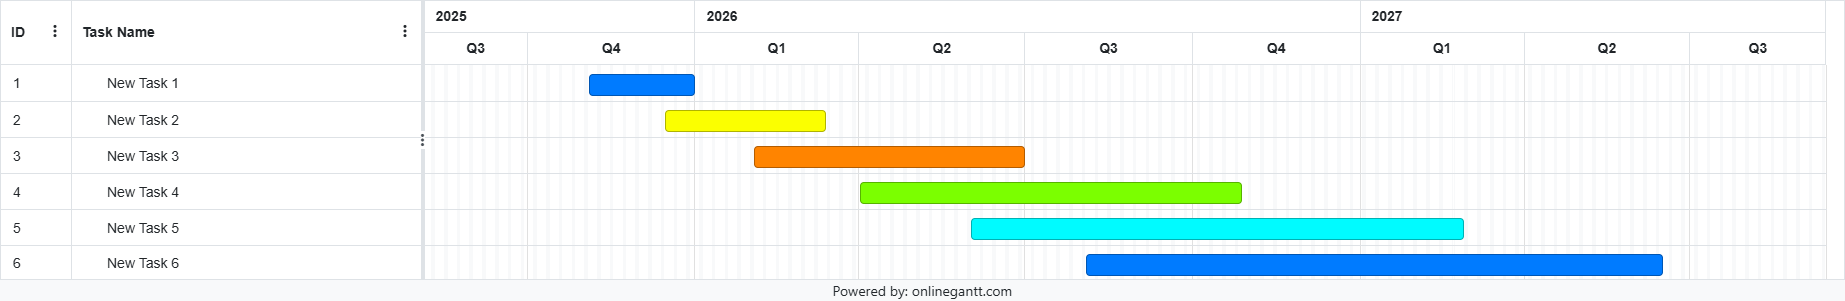 ID Task Name 2025 2026 2027
Q3 Q4 Q1 Q2 Q3 Q4 Q1 Q2 Q3
1 New Task 1
2 New Task 2
3 New Task 3
4 New Task 4
5 New Task 5
6 New Task 6
Powered by: onlinegantt.com